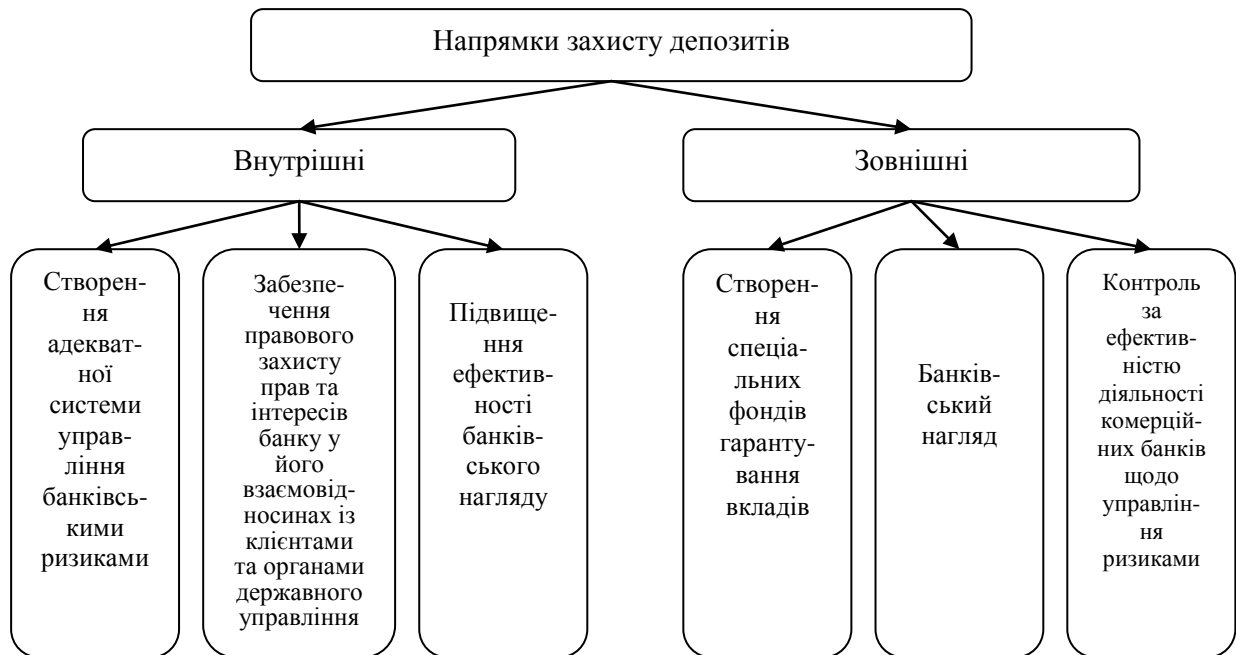 Напрямки захисту депозитів
Внутрішні
Зовнішні
Створен-
ня
адекват-
ної
системи
управ-
ління
банківсь-
кими
ризиками
Забезпе-
чення
правового
захисту
прав та
інтересів
банку у
його
взаємовід-
носинах із
клієнтами
та органами
державного
управління
Підвище-
ння
ефектив-
ності
банків-
ського
нагляду
Створен-
ня
спеціа-
льних
фондів
гаранту-
вання
вкладів
Банків-
ський
нагляд
Контроль
за
ефектив-
ністю
діяльності
комерцій-
них банків
щодо
управлін-
ня
ризиками